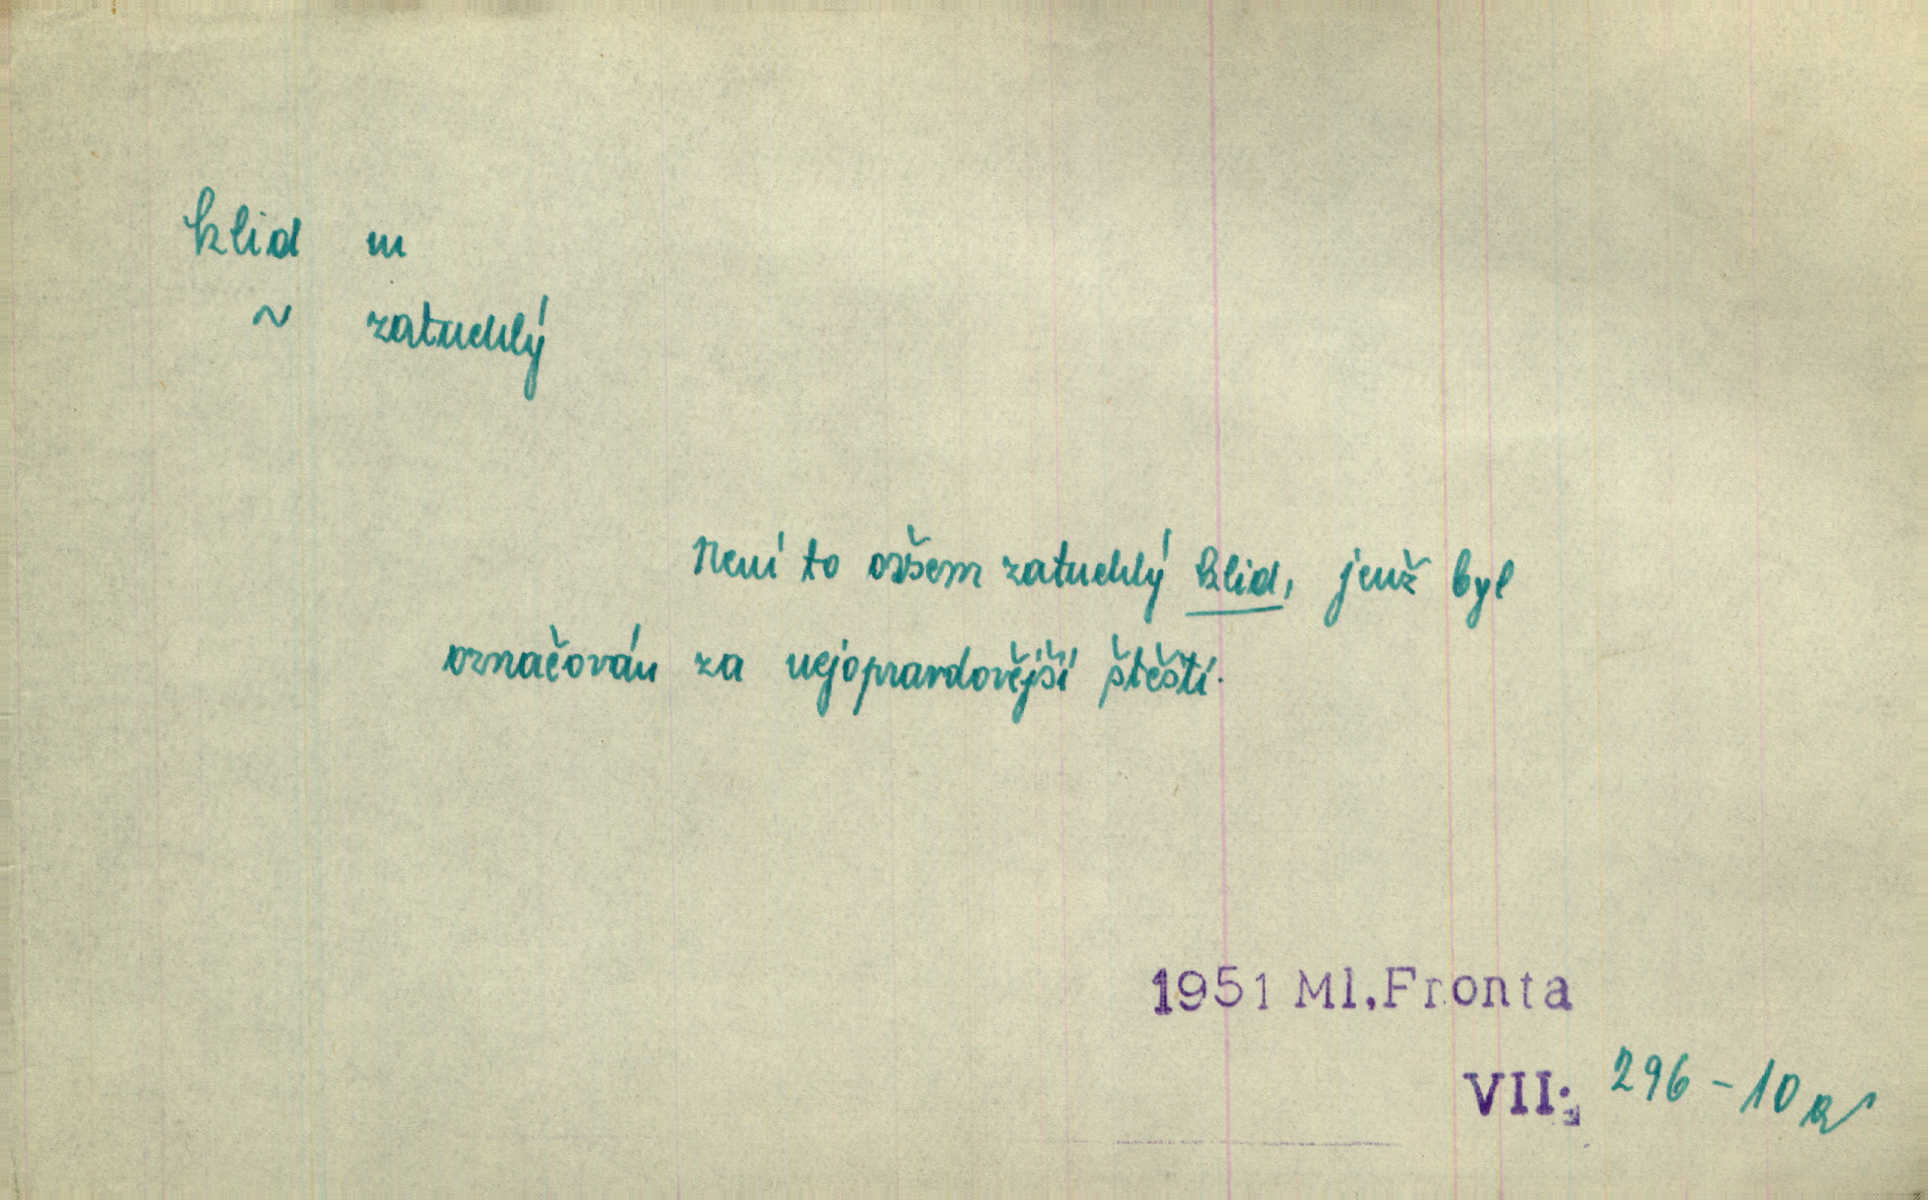 klid m
~ zatuchlý
Není to ovšem zatuchlý klid, jenž byl
označován za nejopravdovější štěstí.
1951 Ml.Fronta
VII. 296-10